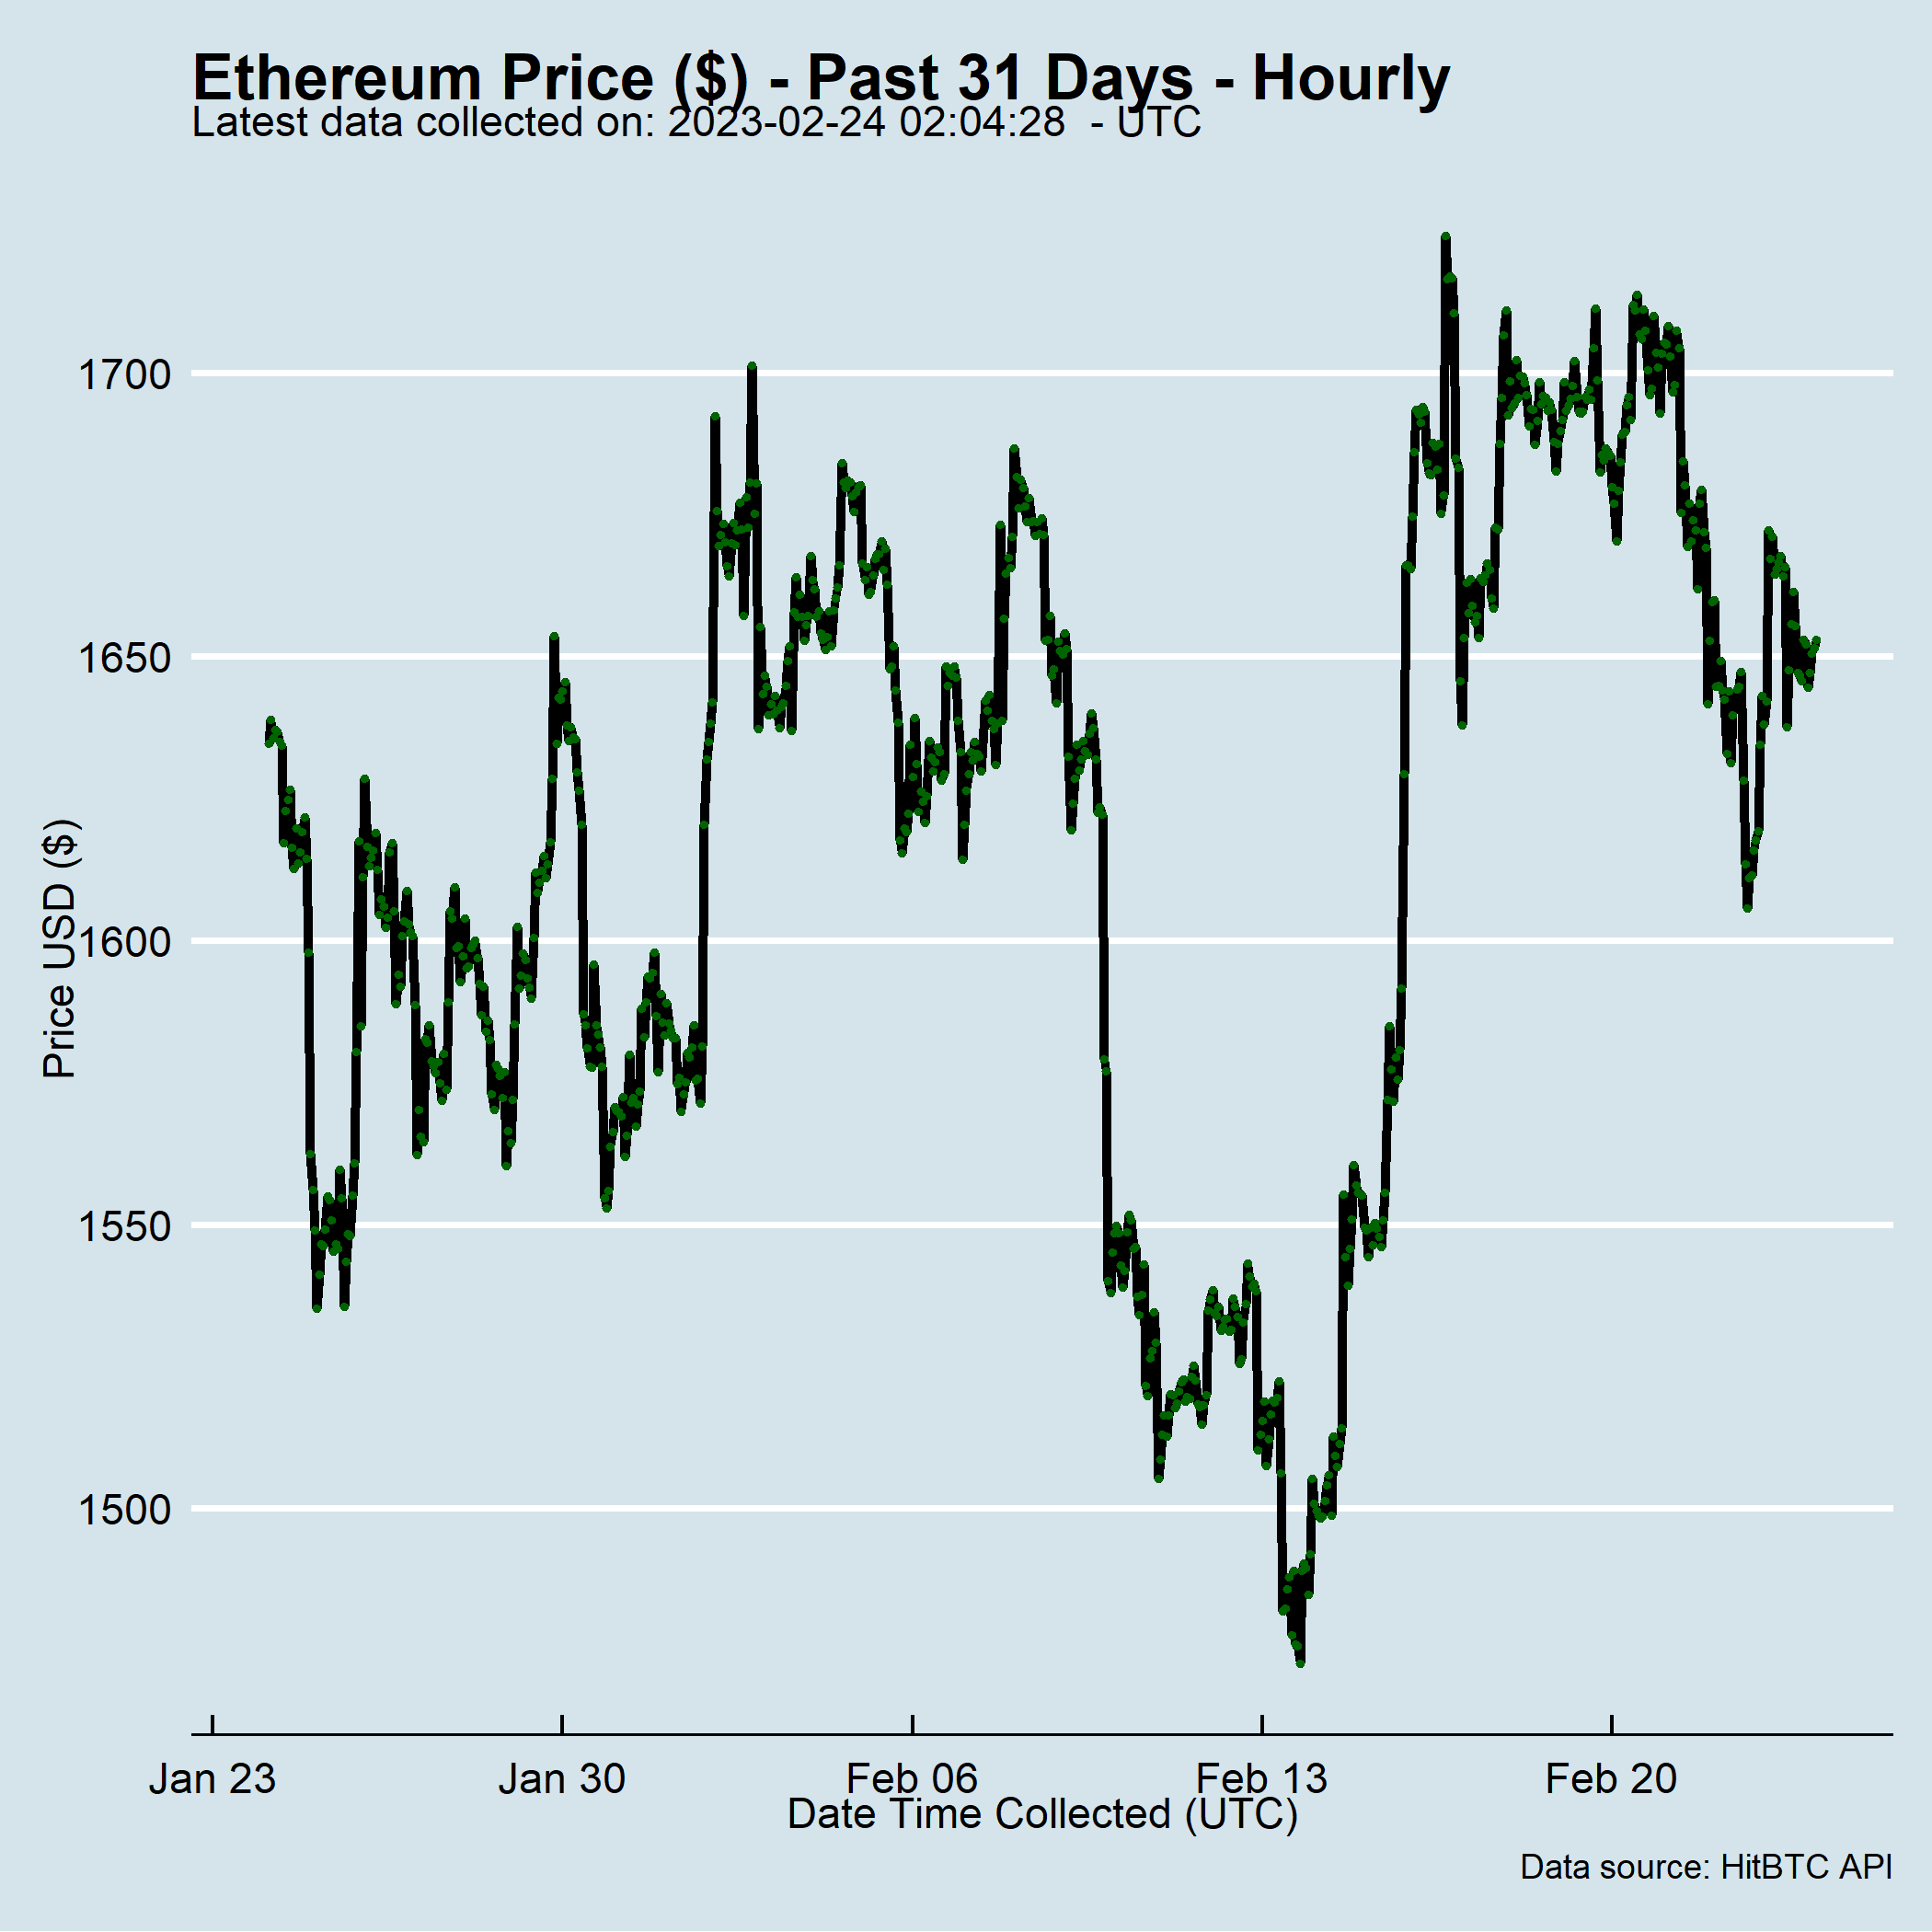 Ethereum Price ($) - Past 31 Days - Hourly
Latest data collected on: 2023-02-24 02:04:28  - UTC
Price USD ($)
1700
1650
1600
1550
1500
Jan 23
Jan 30
Feb 06
Feb 13
Feb 20
Date Time Collected (UTC)
Data source: HitBTC API